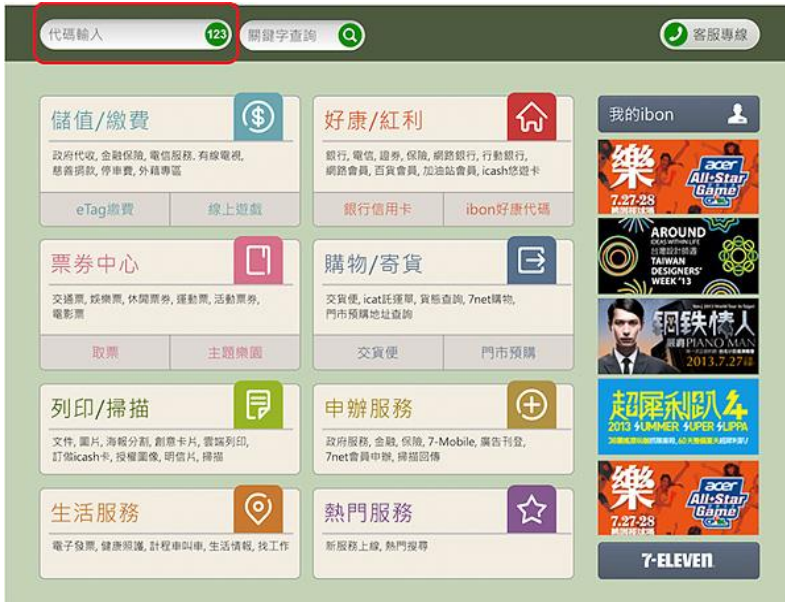 代碼輸入 123 關鍵字查詢 客服專線
儲值/繳費
政府代收, 金融保險, 電信服務. 有線電視,
慈善捐款, 停車費, 外籍專區
eTag繳費 線上遊戲
好康/紅利
銀行, 電信, 證券, 保險, 網路銀行, 行動銀行,
網路會員, 百貨會員, 加油站會員, icash悠遊卡
銀行信用卡 ibon好康代碼
票券中心
交通票, 娛樂票, 休閒票券, 運動票, 活動票券,
電影票
取票 主題樂園
購物/寄貨
交貨便, icat託運單, 貨態查詢, 7net購物,
門市預購地址查詢
交貨便 門市預購
列印/掃描
文件, 圖片, 海報分割, 創意卡片, 雲端列印,
訂做icash卡, 授權圖像, 明信片, 掃描
申辦服務
政府服務, 金融, 保險, 7-Mobile, 廣告刊登,
7net會員申辦, 掃描回傳
生活服務
電子發票, 健康照護, 計程車叫車, 生活情報, 找工作
熱門服務
新服務上線, 熱門搜尋
我的ibon
樂
acer
All-Star
Game
7.27-28
AROUND
IDEAS WITHIN LIFE
台灣設計師週
TAIWAN
DESIGNERS'
WEEK '13
鋼鉄情人
PIANO MAN
2013.7.27
超犀利趴4
2013 SUMMER SUPER SLIPPA
樂
acer
All-Star
Game
7.27-28
7-ELEVEN